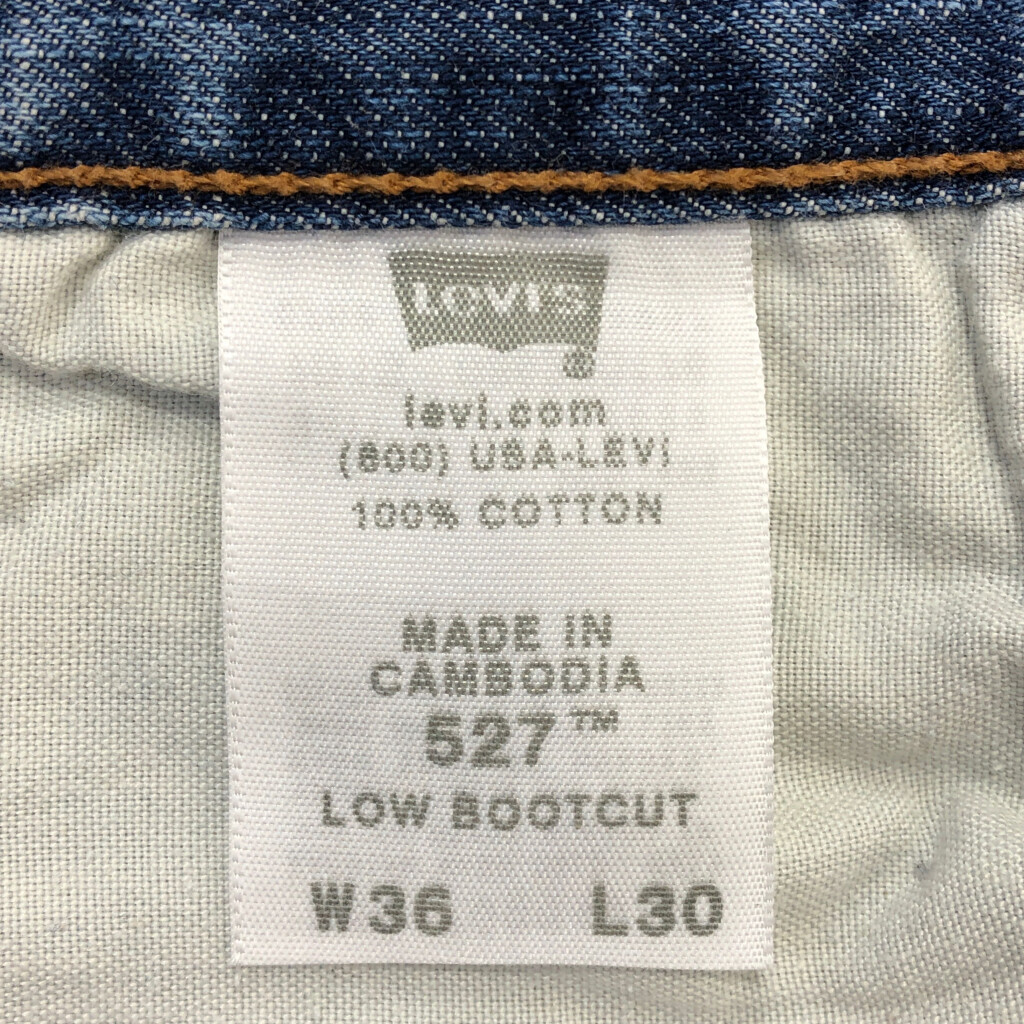 LEVI'S
®
levi.com
(800) USA-LEVI
100% COTTON
MADE IN
CAMBODIA
527™
LOW BOOTCUT
W36 L30